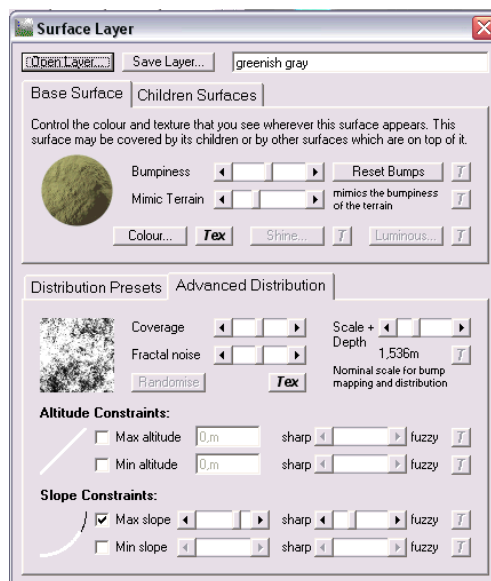 Surface Layer
Open Layer... Save Layer... greenish gray
Base Surface Children Surfaces
Control the colour and texture that you see wherever this surface appears. This
surface may be covered by its children or by other surfaces which are on top of it.
Bumpiness Reset Bumps T
Mimic Terrain mimics the bumpiness
of the terrain T
Colour... Tex Shine... T Luminous... T
Distribution Presets Advanced Distribution
Coverage Scale +
Depth
Fractal noise 1,536m T
Randomise Tex Nominal scale for bump
mapping and distribution
Altitude Constraints:
Max altitude 0,m sharp fuzzy T
Min altitude 0,m sharp fuzzy T
Slope Constraints:
Max slope sharp fuzzy T
Min slope sharp fuzzy T